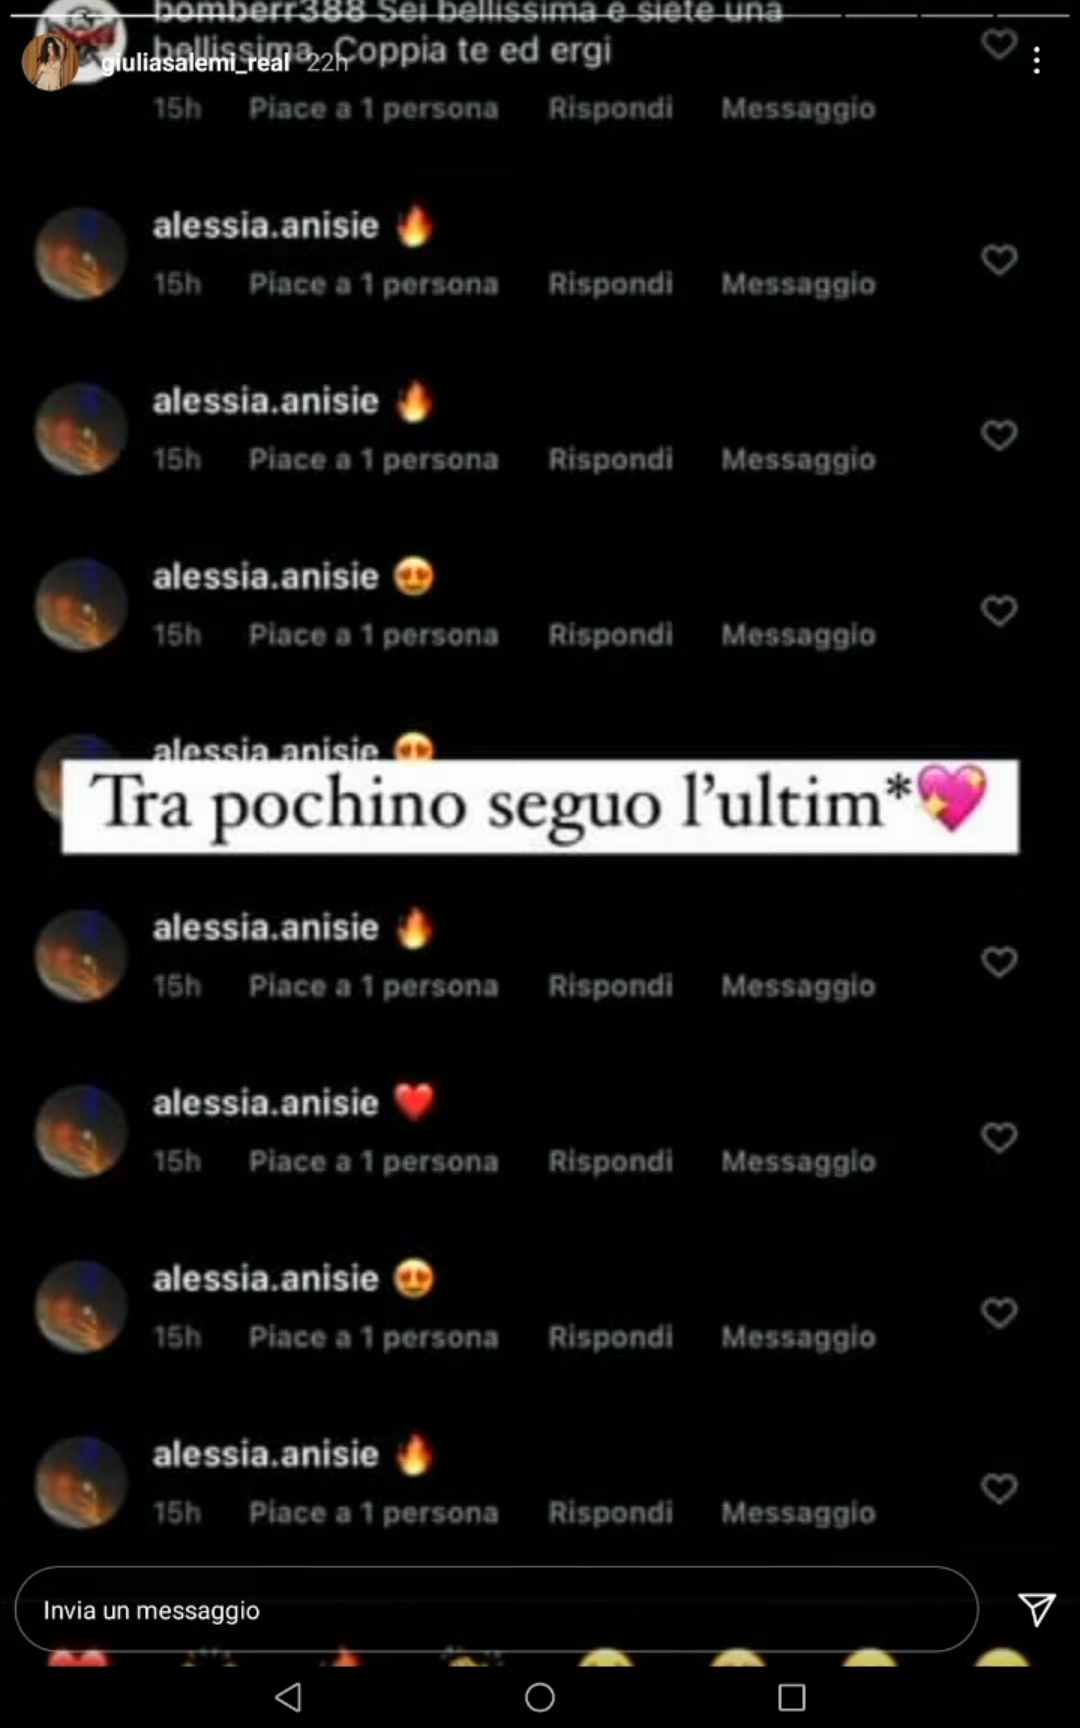 bomberr388 Sei bellissima e siete una
bellissima Coppia te ed ergi
giuliasalemi_real 22h
15h Piace a 1 persona Rispondi Messaggio
alessia.anisie 🔥
15h Piace a 1 persona Rispondi Messaggio
alessia.anisie 🔥
15h Piace a 1 persona Rispondi Messaggio
alessia.anisie 😍
15h Piace a 1 persona Rispondi Messaggio
alessia.anisie 😍
Tra pochino seguo l’ultim*💖
alessia.anisie 🔥
15h Piace a 1 persona Rispondi Messaggio
alessia.anisie ❤️
15h Piace a 1 persona Rispondi Messaggio
alessia.anisie 😍
15h Piace a 1 persona Rispondi Messaggio
alessia.anisie 🔥
15h Piace a 1 persona Rispondi Messaggio
Invia un messaggio